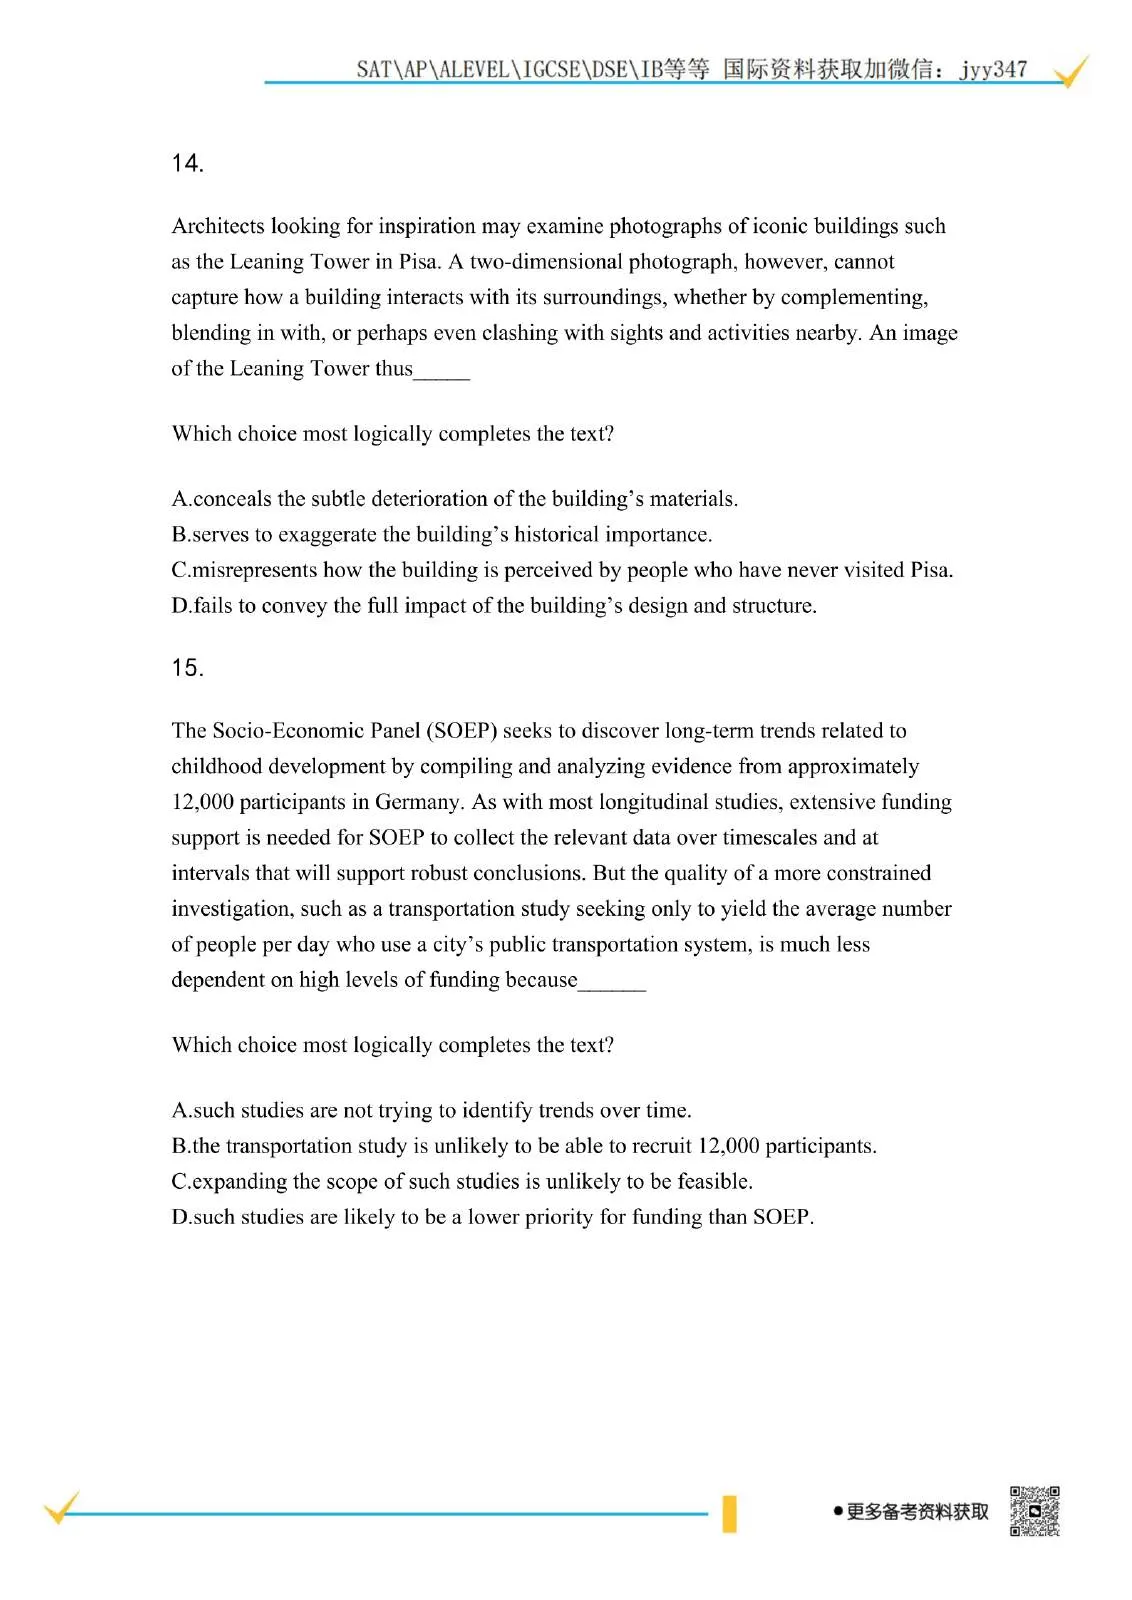 SAT\AP\ALEVEL\IGCSE\DSE\IB等等 国际资料获取加微信：jyy347
14.
Architects looking for inspiration may examine photographs of iconic buildings such
as the Leaning Tower in Pisa. A two-dimensional photograph, however, cannot
capture how a building interacts with its surroundings, whether by complementing,
blending in with, or perhaps even clashing with sights and activities nearby. An image
of the Leaning Tower thus_____
Which choice most logically completes the text?
A.conceals the subtle deterioration of the building’s materials.
B.serves to exaggerate the building’s historical importance.
C.misrepresents how the building is perceived by people who have never visited Pisa.
D.fails to convey the full impact of the building’s design and structure.
15.
The Socio-Economic Panel (SOEP) seeks to discover long-term trends related to
childhood development by compiling and analyzing evidence from approximately
12,000 participants in Germany. As with most longitudinal studies, extensive funding
support is needed for SOEP to collect the relevant data over timescales and at
intervals that will support robust conclusions. But the quality of a more constrained
investigation, such as a transportation study seeking only to yield the average number
of people per day who use a city’s public transportation system, is much less
dependent on high levels of funding because______
Which choice most logically completes the text?
A.such studies are not trying to identify trends over time.
B.the transportation study is unlikely to be able to recruit 12,000 participants.
C.expanding the scope of such studies is unlikely to be feasible.
D.such studies are likely to be a lower priority for funding than SOEP.
●更多备考资料获取